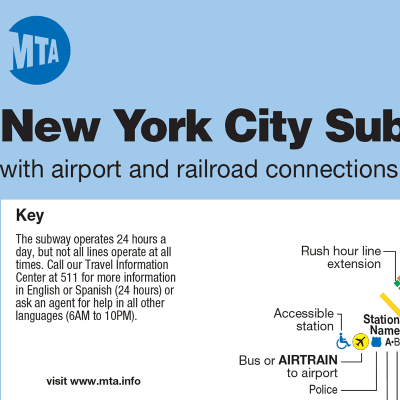 MTA
New York City Sub
with airport and railroad connections
Key
The subway operates 24 hours a
day, but not all lines operate at all
times. Call our Travel Information
Center at 511 for more information
in English or Spanish (24 hours) or
ask an agent for help in all other
languages (6AM to 10PM).
visit www.mta.info
Rush hour line
extension
Accessible
station
Station
Name
A•B
Bus or AIRTRAIN
to airport
Police